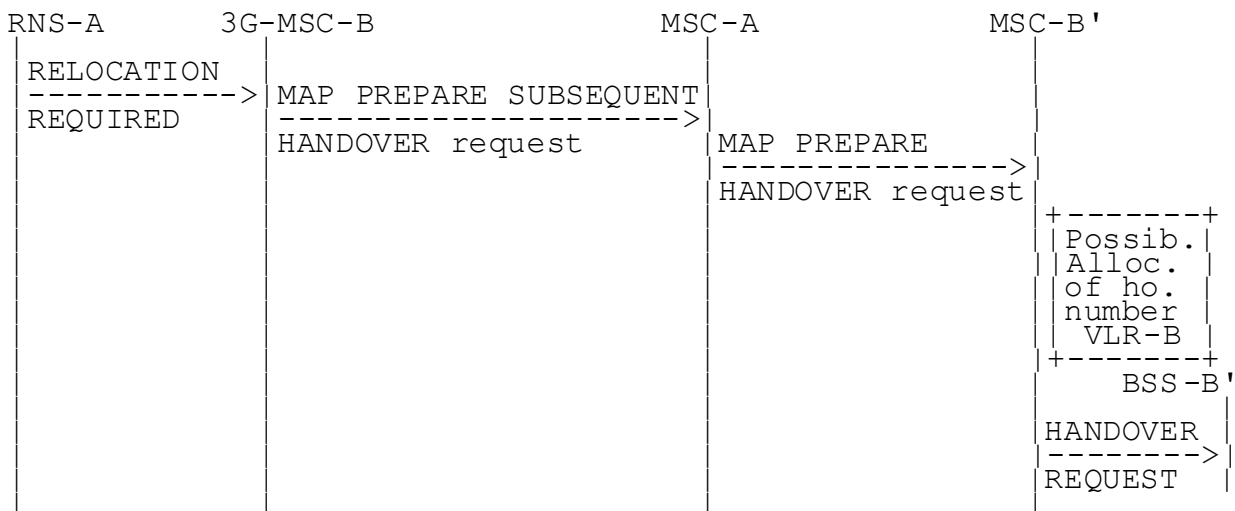 RNS-A 3G-MSC-B MSC-A MSC-B'
RELOCATION
MAP PREPARE SUBSEQUENT
REQUIRED
HANDOVER request MAP PREPARE
HANDOVER request
Possib.
Alloc.
of ho.
number
VLR-B
BSS-B'
HANDOVER
REQUEST